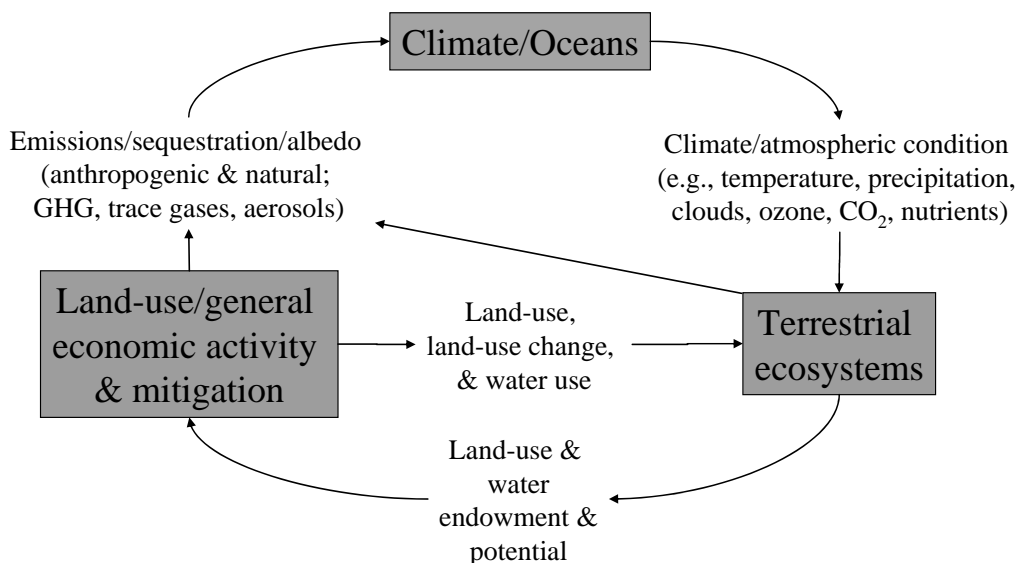 Climate/Oceans
Emissions/sequestration/albedo
(anthropogenic & natural;
GHG, trace gases, aerosols)
Climate/atmospheric condition
(e.g., temperature, precipitation,
clouds, ozone, CO₂, nutrients)
Land-use/general
economic activity
& mitigation
Land-use,
land-use change,
& water use
Terrestrial
ecosystems
Land-use &
water
endowment &
potential